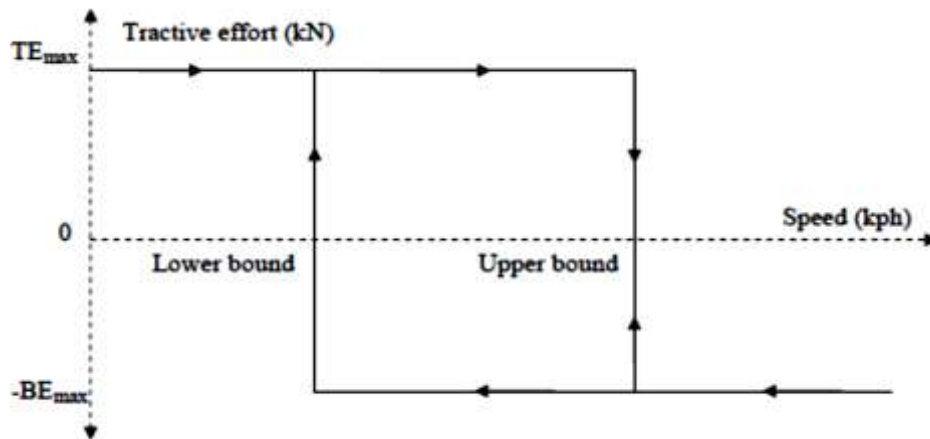 Tractive effort (kN)
TEmax
0
Speed (kph)
Lower bound
Upper bound
-BEmax